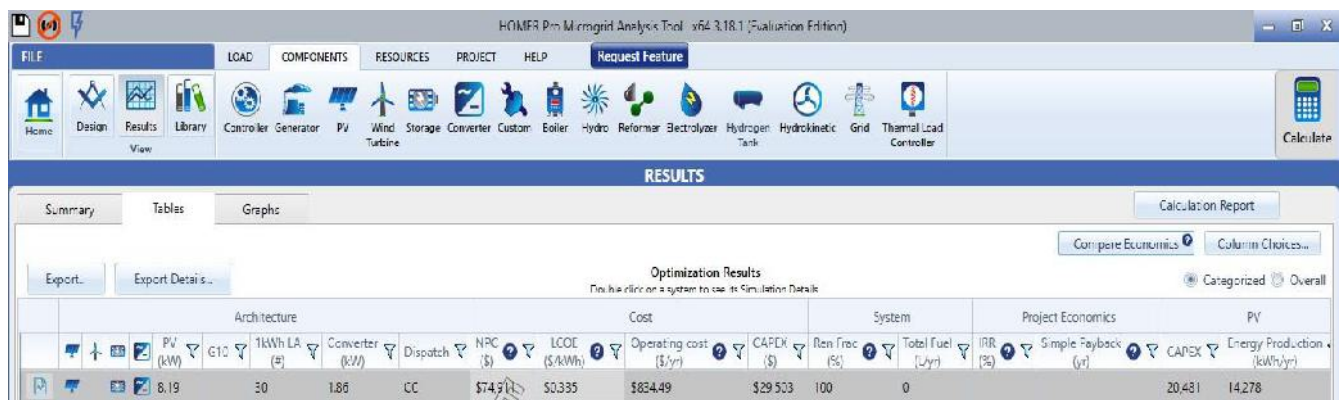 HOMER Pro Microgrid Analysis Tool x64 3.18.1 (Evaluation Edition)
FILE
LOAD COMPONENTS RESOURCES PROJECT HELP Request Feature
Home Design Results Library Controller Generator PV Wind Turbine Storage Converter Custom Boiler Hydro Reformer Electrolyzer Hydrogen Tank Hydrokinetic Grid Thermal Load Controller Calculate
View
RESULTS
Summary Tables Graphs Calculation Report
Compare Economics Column Choices...
Export... Export Details... Optimization Results Categorized Overall
Double click on a system to see its Simulation Details
Architecture Cost System Project Economics PV
PV (kW) G10 1kWh LA (#) Converter (kW) Dispatch NPC ($) LCOE ($/kWh) Operating cost ($/yr) CAPEX ($) Ren Frac (%) Total Fuel (L/yr) IRR (%) Simple Payback (yr) CAPEX Energy Production (kWh/yr)
8.19 30 1.86 CC $0.335 $834.49 $29 503 100 0 20,481 14,278